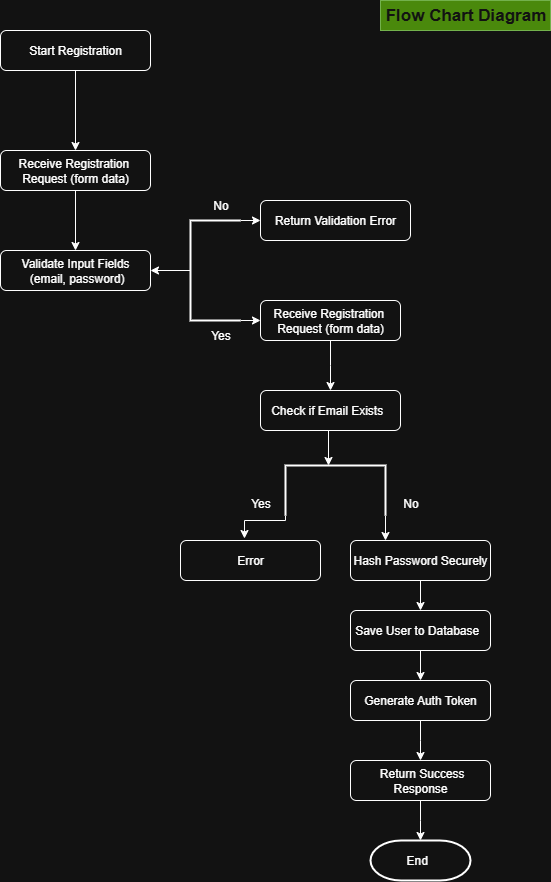 Flow Chart Diagram
Start Registration
Receive Registration
Request (form data)
No
Return Validation Error
Validate Input Fields
(email, password)
Receive Registration
Request (form data)
Yes
Check if Email Exists
Yes
No
Error
Hash Password Securely
Save User to Database
Generate Auth Token
Return Success
Response
End